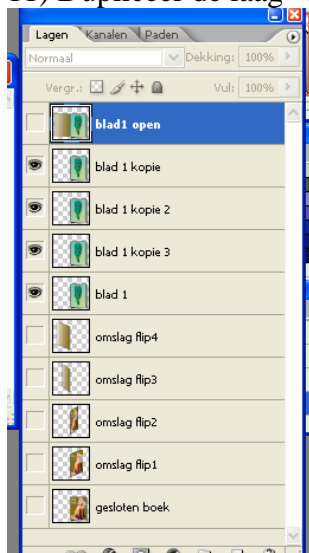 11) Dupliceer de laag
Lagen Kanalen Paden
Normaal Dekking: 100%
Vergr.: Vul: 100%
blad1 open
blad 1 kopie
blad 1 kopie 2
blad 1 kopie 3
blad 1
omslag flip4
omslag flip3
omslag flip2
omslag flip1
gesloten boek